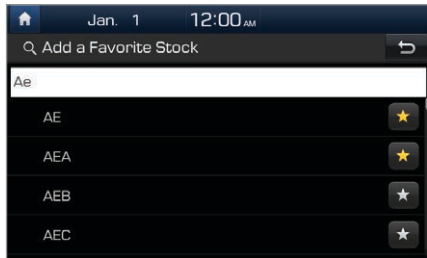 Jan. 1 12:00 AM
Add a Favorite Stock
Ae
AE
AEA
AEB
AEC